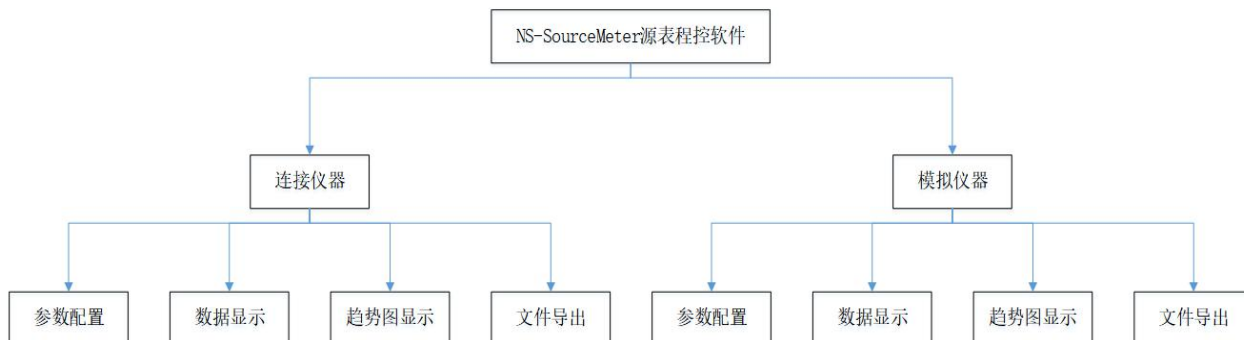 NS-SourceMeter源表程控软件
连接仪器
模拟仪器
参数配置
数据显示
趋势图显示
文件导出
参数配置
数据显示
趋势图显示
文件导出